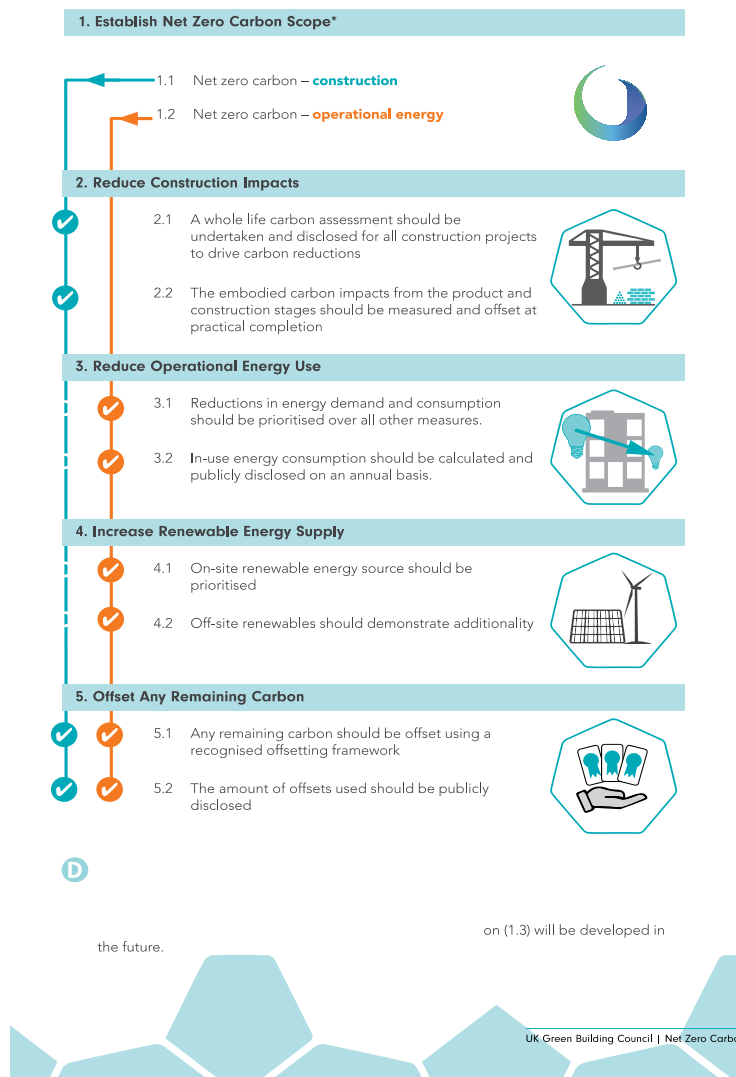 1. Establish Net Zero Carbon Scope*
1.1 Net zero carbon – construction
1.2 Net zero carbon – operational energy
2. Reduce Construction Impacts
2.1 A whole life carbon assessment should be
undertaken and disclosed for all construction projects
to drive carbon reductions
2.2 The embodied carbon impacts from the product and
construction stages should be measured and offset at
practical completion
3. Reduce Operational Energy Use
3.1 Reductions in energy demand and consumption
should be prioritised over all other measures.
3.2 In-use energy consumption should be calculated and
publicly disclosed on an annual basis.
4. Increase Renewable Energy Supply
4.1 On-site renewable energy source should be
prioritised
4.2 Off-site renewables should demonstrate additionality
5. Offset Any Remaining Carbon
5.1 Any remaining carbon should be offset using a
recognised offsetting framework
5.2 The amount of offsets used should be publicly
disclosed
D
on (1.3) will be developed in
the future.
UK Green Building Council | Net Zero Carbo